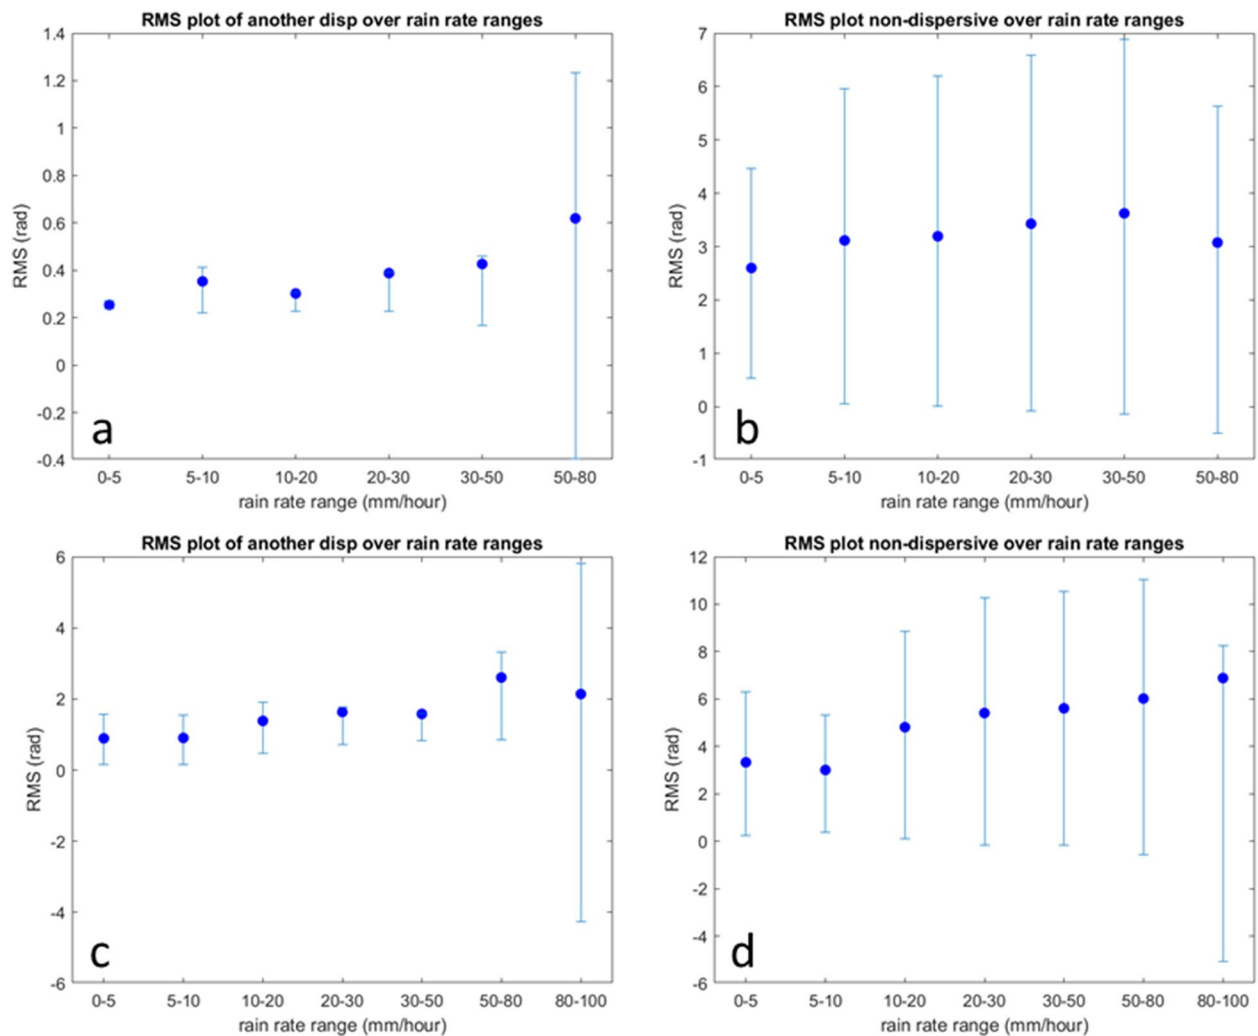 RMS plot of another disp over rain rate ranges
1.4
1.2
1
0.8
0.6
0.4
0.2
0
-0.2
-0.4
RMS (rad)
a
0-5 5-10 10-20 20-30 30-50 50-80
rain rate range (mm/hour)
RMS plot non-dispersive over rain rate ranges
7
6
5
4
3
2
1
0
-1
RMS (rad)
b
0-5 5-10 10-20 20-30 30-50 50-80
rain rate range (mm/hour)
RMS plot of another disp over rain rate ranges
6
4
2
0
-2
-4
-6
RMS (rad)
c
0-5 5-10 10-20 20-30 30-50 50-80 80-100
rain rate range (mm/hour)
RMS plot non-dispersive over rain rate ranges
12
10
8
6
4
2
0
-2
-4
-6
RMS (rad)
d
0-5 5-10 10-20 20-30 30-50 50-80 80-100
rain rate range (mm/hour)